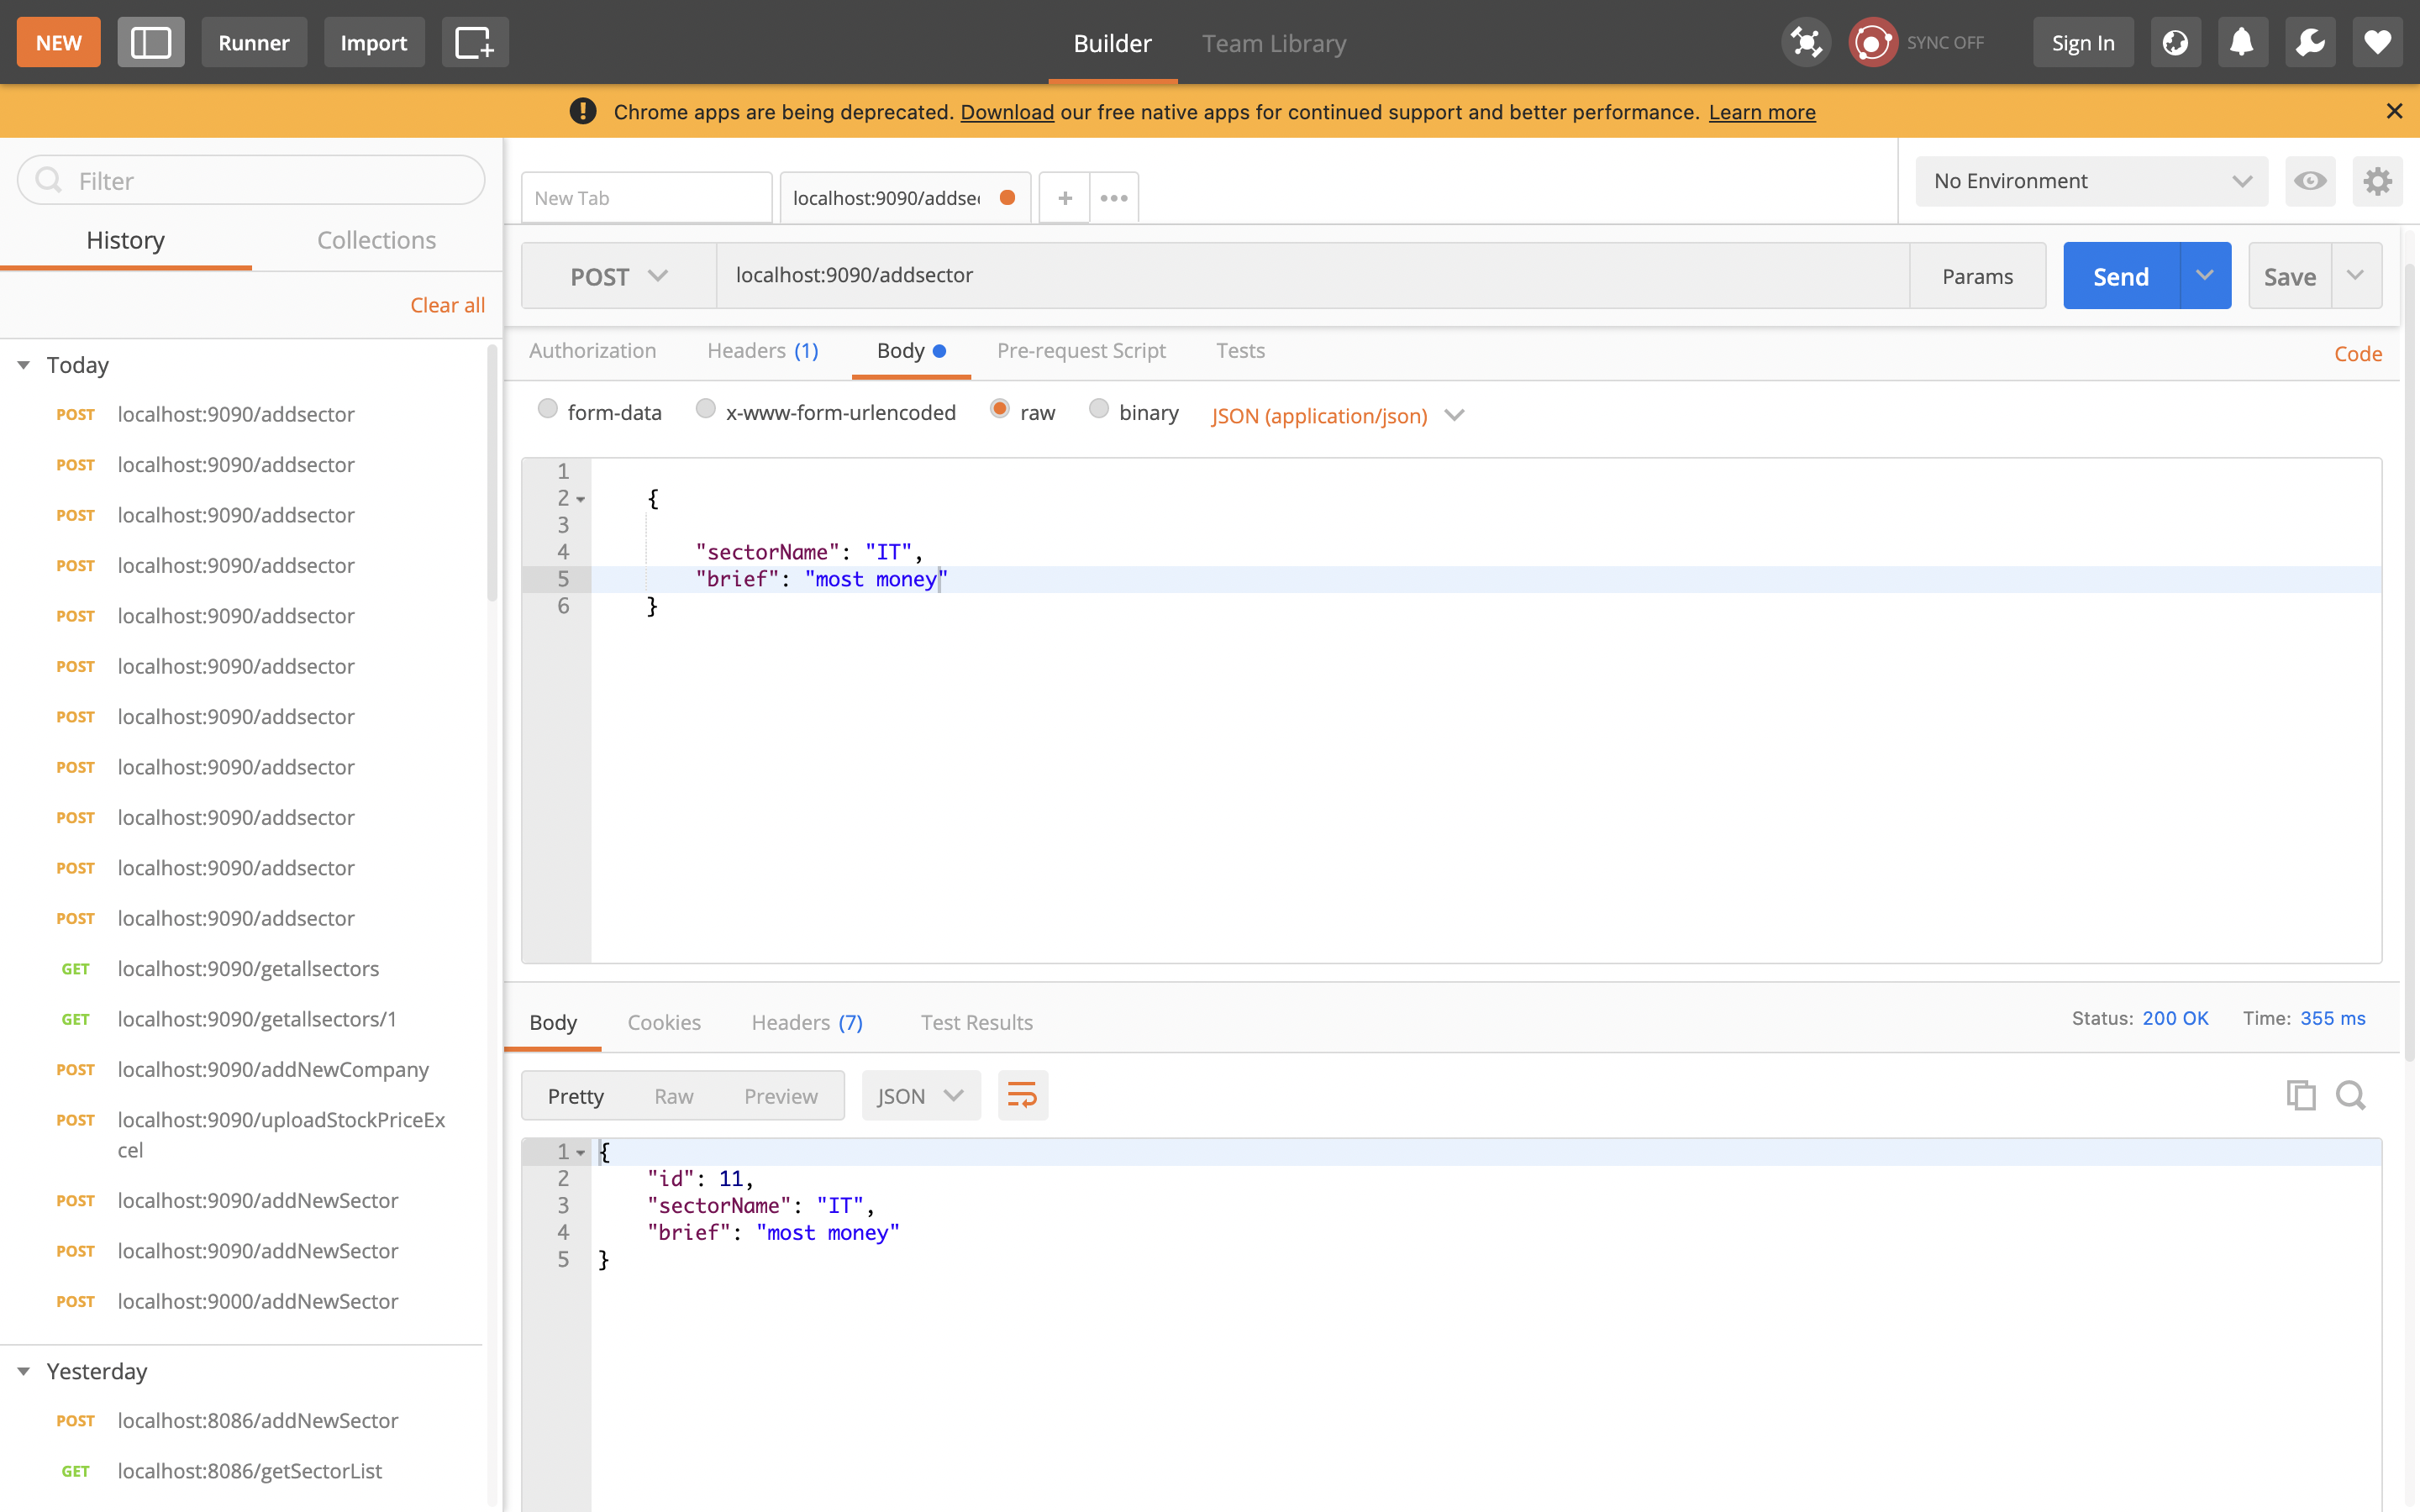 NEW Runner Import Builder Team Library SYNC OFF Sign In
Chrome apps are being deprecated. Download our free native apps for continued support and better performance. Learn more
Filter
History Collections
Clear all
Today
POST localhost:9090/addsector
POST localhost:9090/addsector
POST localhost:9090/addsector
POST localhost:9090/addsector
POST localhost:9090/addsector
POST localhost:9090/addsector
POST localhost:9090/addsector
POST localhost:9090/addsector
POST localhost:9090/addsector
POST localhost:9090/addsector
POST localhost:9090/addsector
GET localhost:9090/getallsectors
GET localhost:9090/getallsectors/1
POST localhost:9090/addNewCompany
POST localhost:9090/uploadStockPriceEx
cel
POST localhost:9090/addNewSector
POST localhost:9090/addNewSector
POST localhost:9000/addNewSector
Yesterday
POST localhost:8086/addNewSector
GET localhost:8086/getSectorList
New Tab localhost:9090/addse No Environment
POST localhost:9090/addsector Params Send Save
Authorization Headers (1) Body Pre-request Script Tests Code
form-data x-www-form-urlencoded raw binary JSON (application/json)
1
2 {
3
4 "sectorName": "IT",
5 "brief": "most money"
6 }
Body Cookies Headers (7) Test Results Status: 200 OK Time: 355 ms
Pretty Raw Preview JSON
1 {
2 "id": 11,
3 "sectorName": "IT",
4 "brief": "most money"
5 }